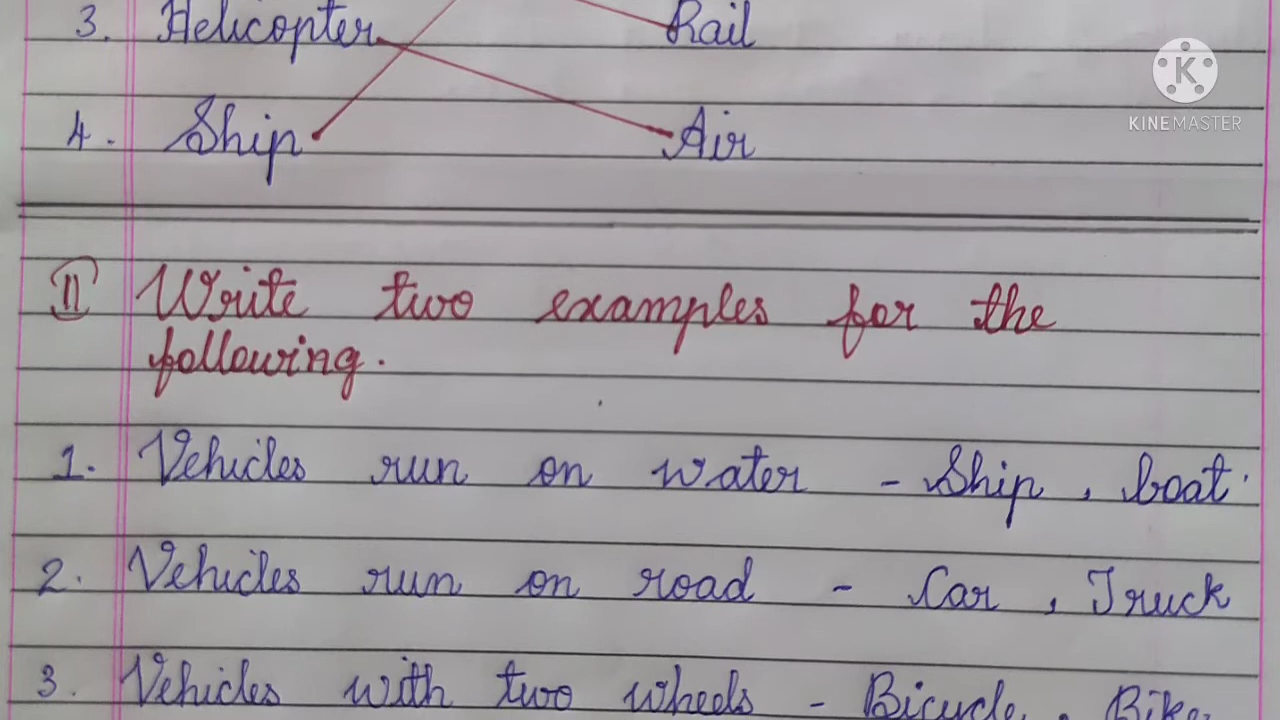 3. Helicopter Rail
4. Ship Air
II Write two examples for the
following.
1. Vehicles run on water - Ship, boat.
2. Vehicles run on road - Car, Truck
3. Vehicles with two wheels - Bicycle, Bike.
K
KINEMASTER